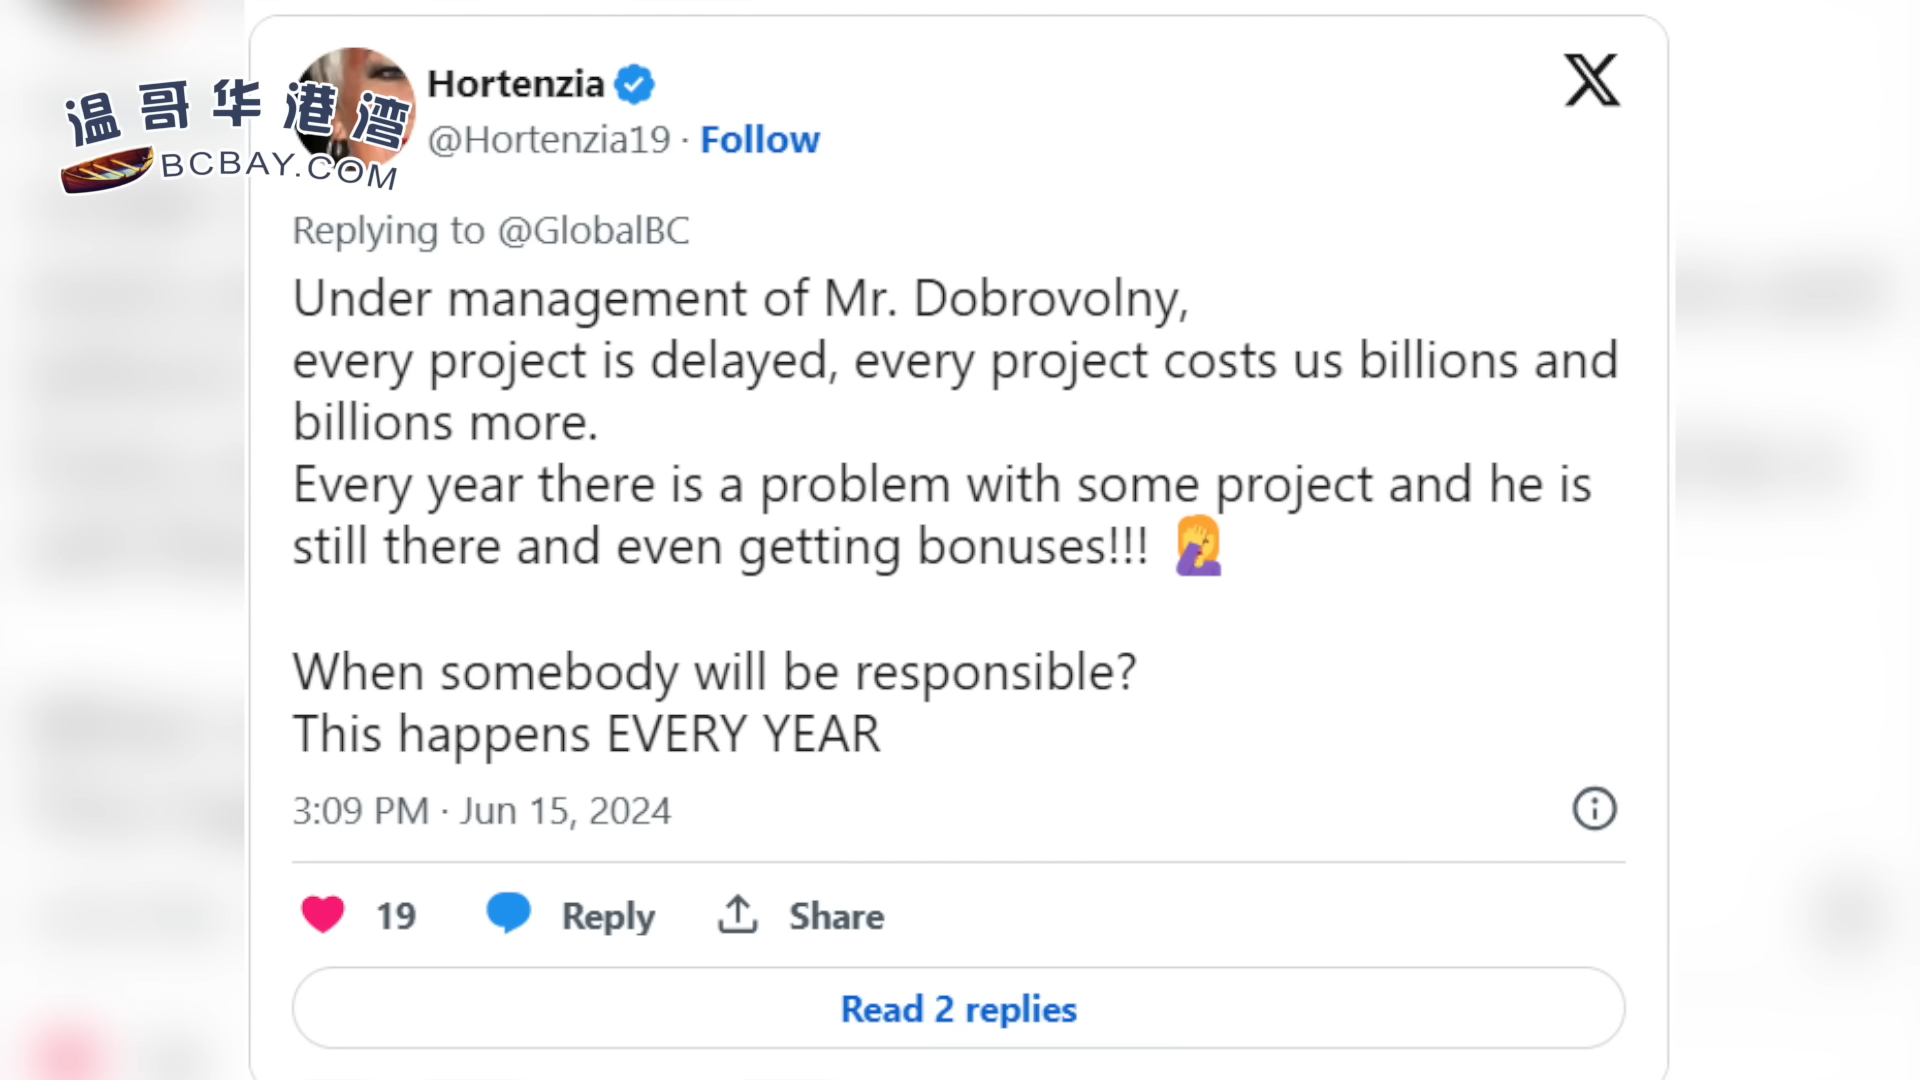 温哥华港湾
BCBAY.COM
Hortenzia
@Hortenzia19 · Follow
Replying to @GlobalBC
Under management of Mr. Dobrovolny,
every project is delayed, every project costs us billions and
billions more.
Every year there is a problem with some project and he is
still there and even getting bonuses!!! 🤦‍♀️
When somebody will be responsible?
This happens EVERY YEAR
3:09 PM · Jun 15, 2024
19 Reply Share
Read 2 replies